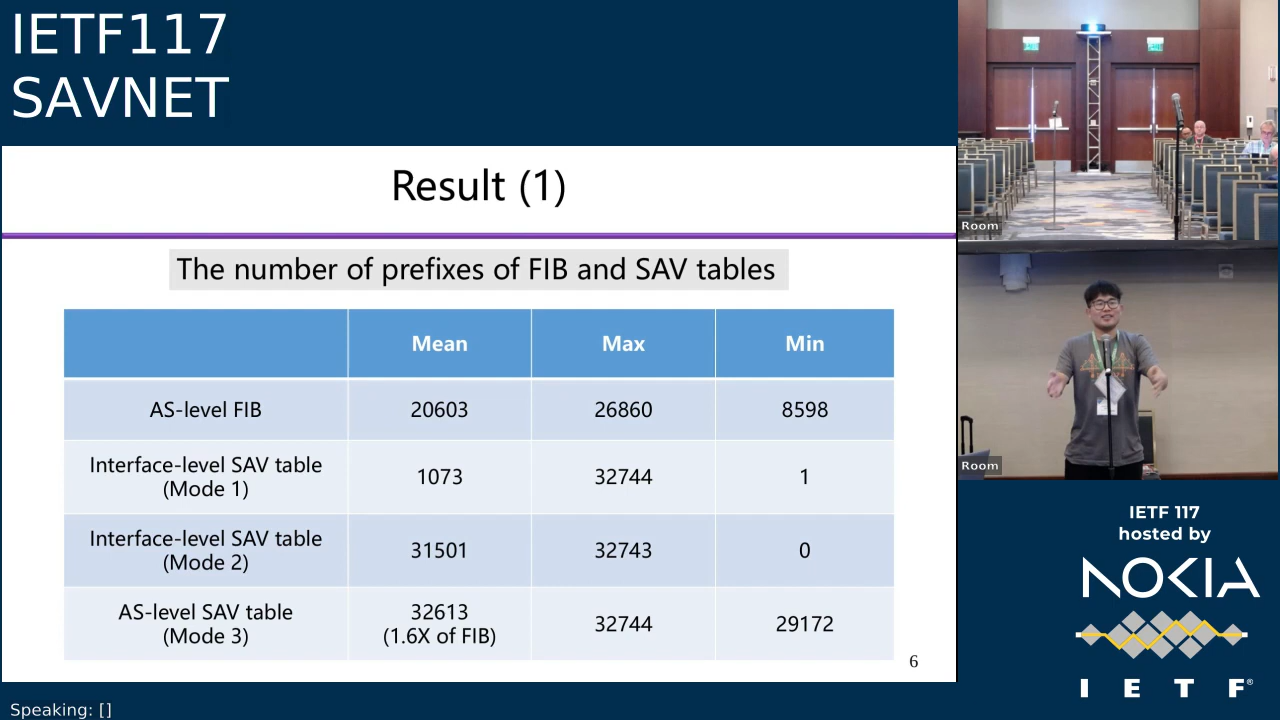 IETF117
SAVNET
Result (1)
The number of prefixes of FIB and SAV tables
Mean Max Min
AS-level FIB 20603 26860 8598
Interface-level SAV table
(Mode 1) 1073 32744 1
Interface-level SAV table
(Mode 2) 31501 32743 0
AS-level SAV table
(Mode 3) 32613
(1.6X of FIB) 32744 29172
6
Room
Room
IETF 117
hosted by
NOKIA
I E T F®
Speaking: []